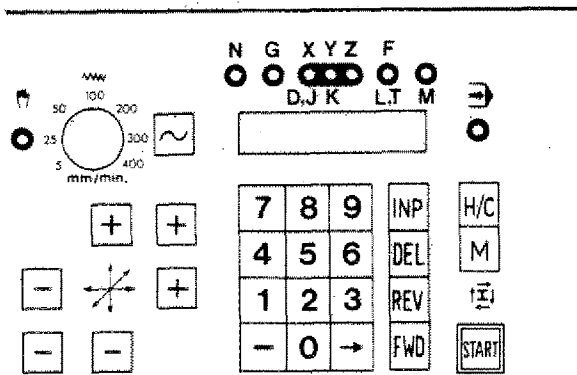 N G X Y Z F
D,J K L,T M
50 100 200
25 300
5 400
mm/min.
7 8 9 INP H/C
+ +
4 5 6 DEL M
- +
1 2 3 REV
- - - 0 → FWD START